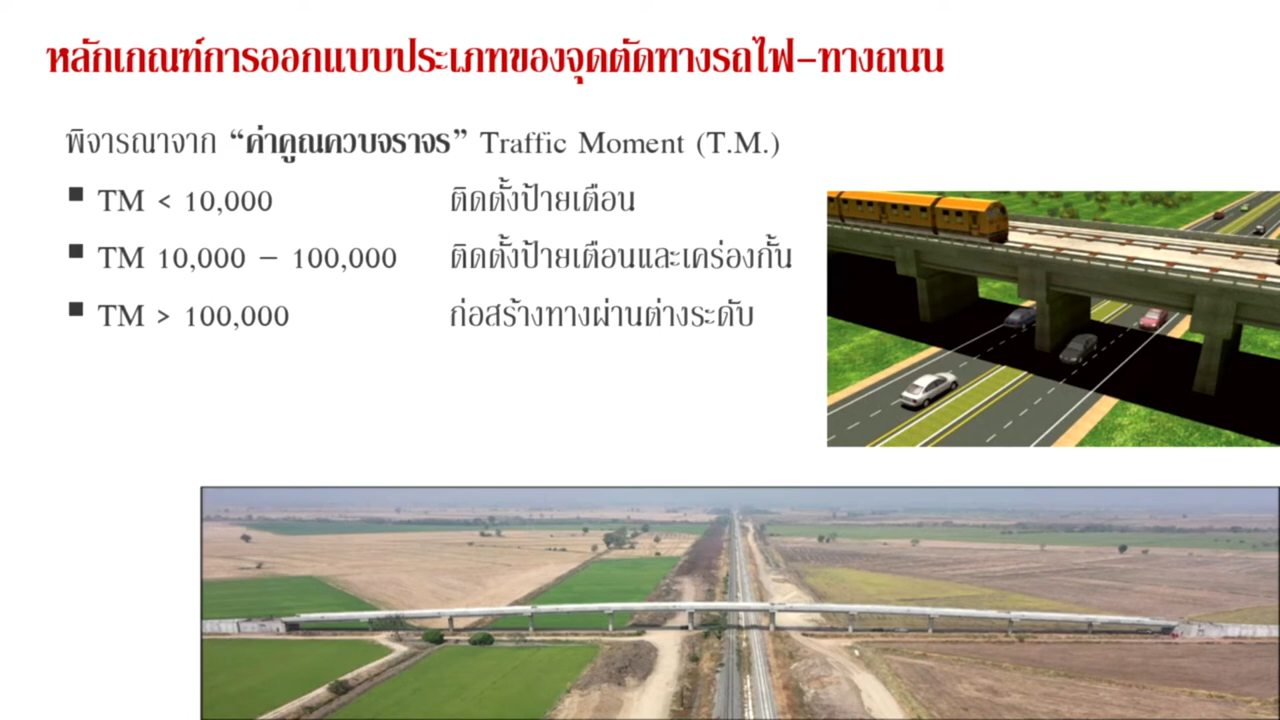 หลักเกณฑ์การออกแบบประเภทของจุดตัดทางรถไฟ–ทางถนน
พิจารณาจาก “ค่าคูณควบจราจร” Traffic Moment (T.M.)
▪ TM < 10,000 ติดตั้งป้ายเตือน
▪ TM 10,000 – 100,000 ติดตั้งป้ายเตือนและเครื่องกั้น
▪ TM > 100,000 ก่อสร้างทางผ่านต่างระดับ